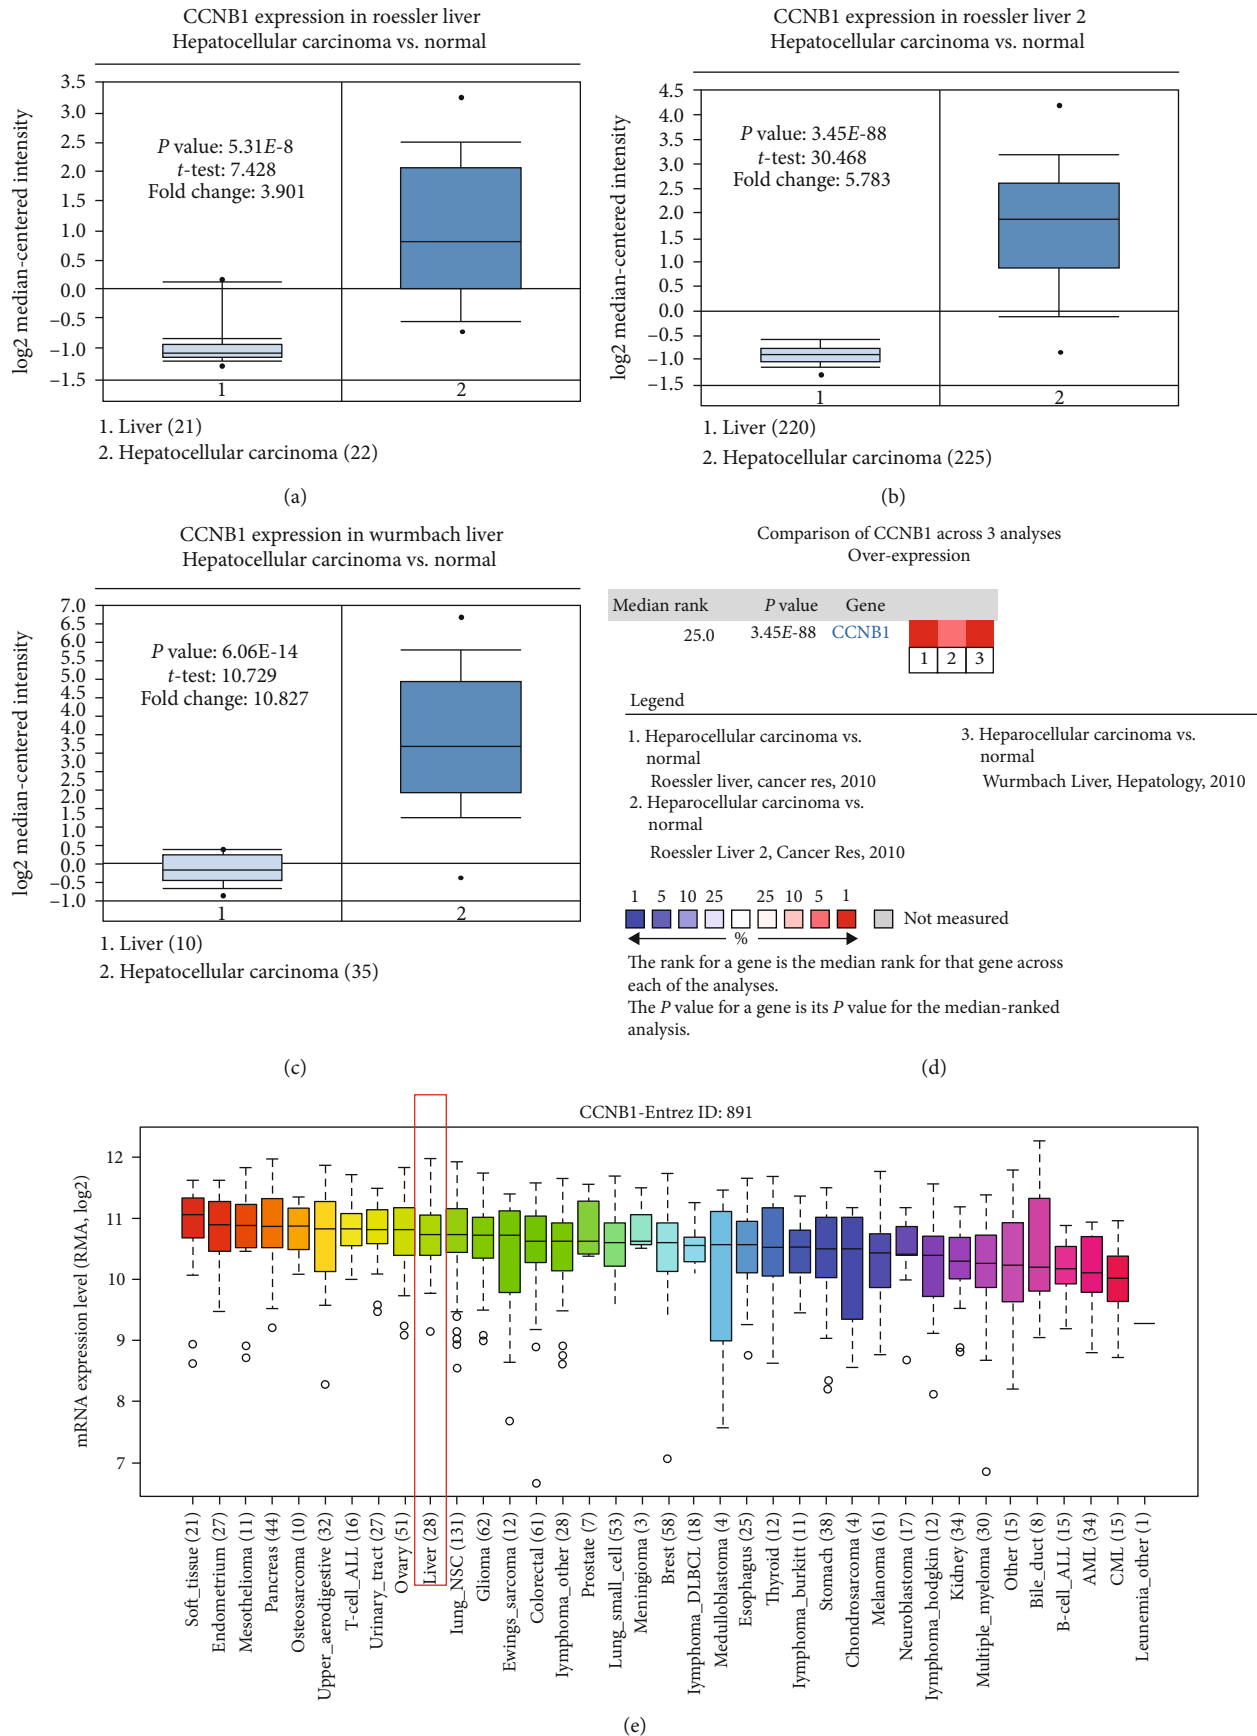 CCNB1 expression in roessler liver
Hepatocellular carcinoma vs. normal
log2 median-centered intensity
3.5
3.0
2.5
2.0
1.5
1.0
0.5
0.0
–0.5
–1.0
–1.5
P value: 5.31E-8
t-test: 7.428
Fold change: 3.901
1
2
1. Liver (21)
2. Hepatocellular carcinoma (22)
(a)
CCNB1 expression in roessler liver 2
Hepatocellular carcinoma vs. normal
log2 median-centered intensity
4.5
4.0
3.5
3.0
2.5
2.0
1.5
1.0
0.5
0.0
–0.5
–1.0
–1.5
P value: 3.45E-88
t-test: 30.468
Fold change: 5.783
1
2
1. Liver (220)
2. Hepatocellular carcinoma (225)
(b)
CCNB1 expression in wurmbach liver
Hepatocellular carcinoma vs. normal
log2 median-centered intensity
7.0
6.0
6.5
5.0
5.5
4.0
4.5
3.0
3.5
2.0
2.5
1.5
2.0
1.0
0.5
0.0
–0.5
–1.0
P value: 6.06E-14
t-test: 10.729
Fold change: 10.827
1
2
1. Liver (10)
2. Hepatocellular carcinoma (35)
(c)
Comparison of CCNB1 across 3 analyses
Over-expression
Median rank P value Gene
25.0 3.45E-88 CCNB1
1 2 3
Legend
1. Heparocellular carcinoma vs.
normal
Roessler liver, cancer res, 2010
2. Heparocellular carcinoma vs.
normal
Roessler Liver 2, Cancer Res, 2010
3. Heparocellular carcinoma vs.
normal
Wurmbach Liver, Hepatology, 2010
1 5 10 25 25 10 5 1
Not measured
%
The rank for a gene is the median rank for that gene across
each of the analyses.
The P value for a gene is its P value for the median-ranked
analysis.
(d)
CCNB1-Entrez ID: 891
mRNA expression level (RMA, log2)
12
11
10
9
8
7
Soft_tissue (21)
Endometrium (27)
Mesothelioma (11)
Pancreas (44)
Osteosarcoma (10)
Upper_aerodigestive (32)
T-cell_ALL (16)
Urinary_tract (27)
Ovary (51)
Liver (28)
Iung_NSC (131)
Glioma (62)
Ewings_sarcoma (12)
Colorectal (61)
Iymphoma_other (28)
Prostate (7)
Lung_small_cell (53)
Meningioma (3)
Brest (58)
Iymphoma_DLBCL (18)
Medulloblastoma (4)
Esophagus (25)
Thyroid (12)
Iymphoma_burkitt (11)
Stomach (38)
Chondrosarcoma (4)
Melanoma (61)
Neuroblastoma (17)
Iymphoma_hodgkin (12)
Kidney (34)
Multiple_myeloma (30)
Other (15)
Bile_duct (8)
B-cell_ALL (15)
AML (34)
CML (15)
Leunemia_other (1)
(e)